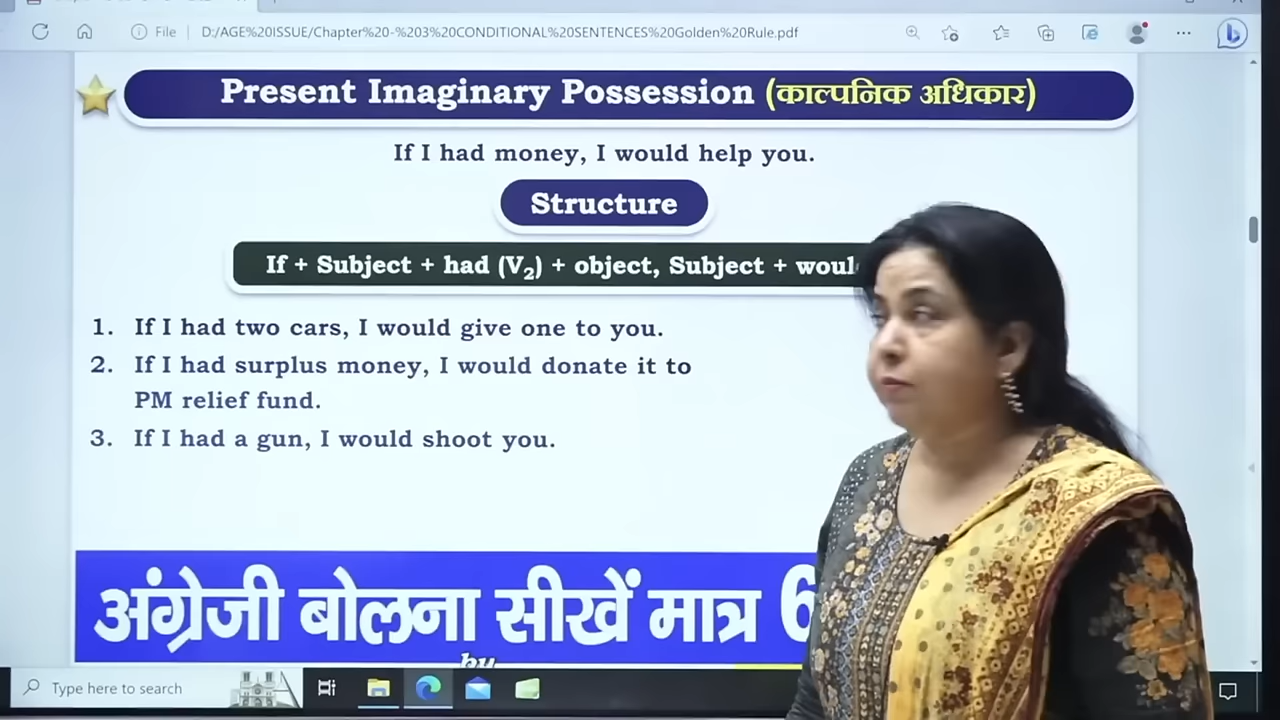 File
D:/AGE%20ISSUE/Chapter%20-%203%20CONDITIONAL%20SENTENCES%20Golden%20Rule.pdf
Present Imaginary Possession (काल्पनिक अधिकार)
If I had money, I would help you.
Structure
If + Subject + had (V₂) + object, Subject + woul
1. If I had two cars, I would give one to you.
2. If I had surplus money, I would donate it to
PM relief fund.
3. If I had a gun, I would shoot you.
अंग्रेजी बोलना सीखें मात्र 6
by
Type here to search